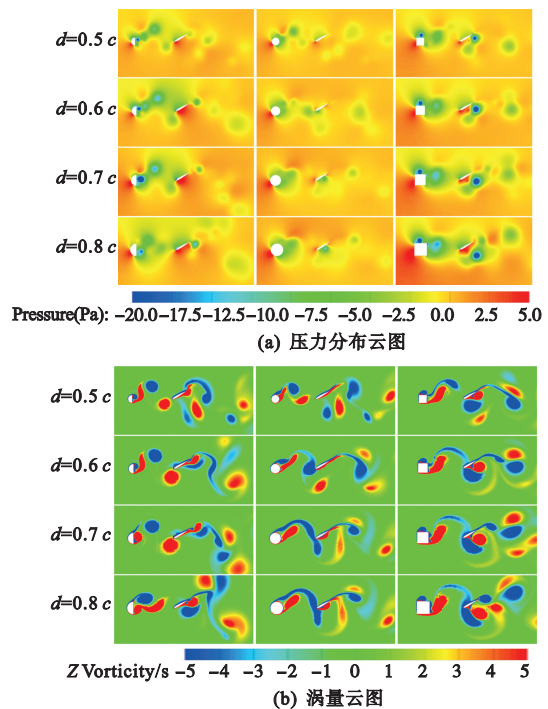 d=0.5 c
d=0.6 c
d=0.7 c
d=0.8 c
Pressure(Pa): −20.0 −17.5 −12.5 −10.0 −7.5 −5.0 −2.5 0.0 2.5 5.0
(a) 压力分布云图
d=0.5 c
d=0.6 c
d=0.7 c
d=0.8 c
Z Vorticity/s −5 −4 −3 −2 −1 0 1 2 3 4 5
(b) 涡量云图